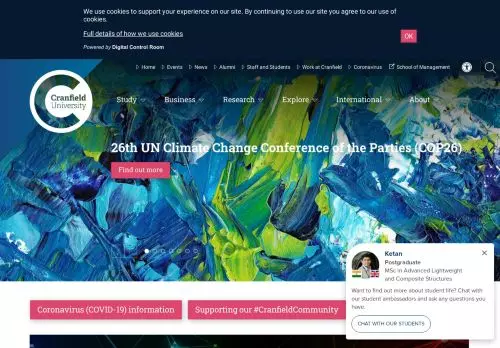 We use cookies to support your experience on our site. By continuing to use our site you agree to our use of
cookies.
Full details of how we use cookies
OK
Powered by Digital Control Room
Home
Events
News
Alumni
Staff and Students
Work at Cranfield
Coronavirus
School of Management
Cranfield
University
Study
Business
Research
Explore
International
About
26th UN Climate Change Conference of the Parties (COP26)
Find out more
Ketan
Postgraduate
MSc in Advanced Lightweight
and Composite Structures
Want to find out more about student life? Chat with
our student ambassadors and ask any questions you
have.
CHAT WITH OUR STUDENTS
Coronavirus (COVID-19) information
Supporting our #CranfieldCommunity